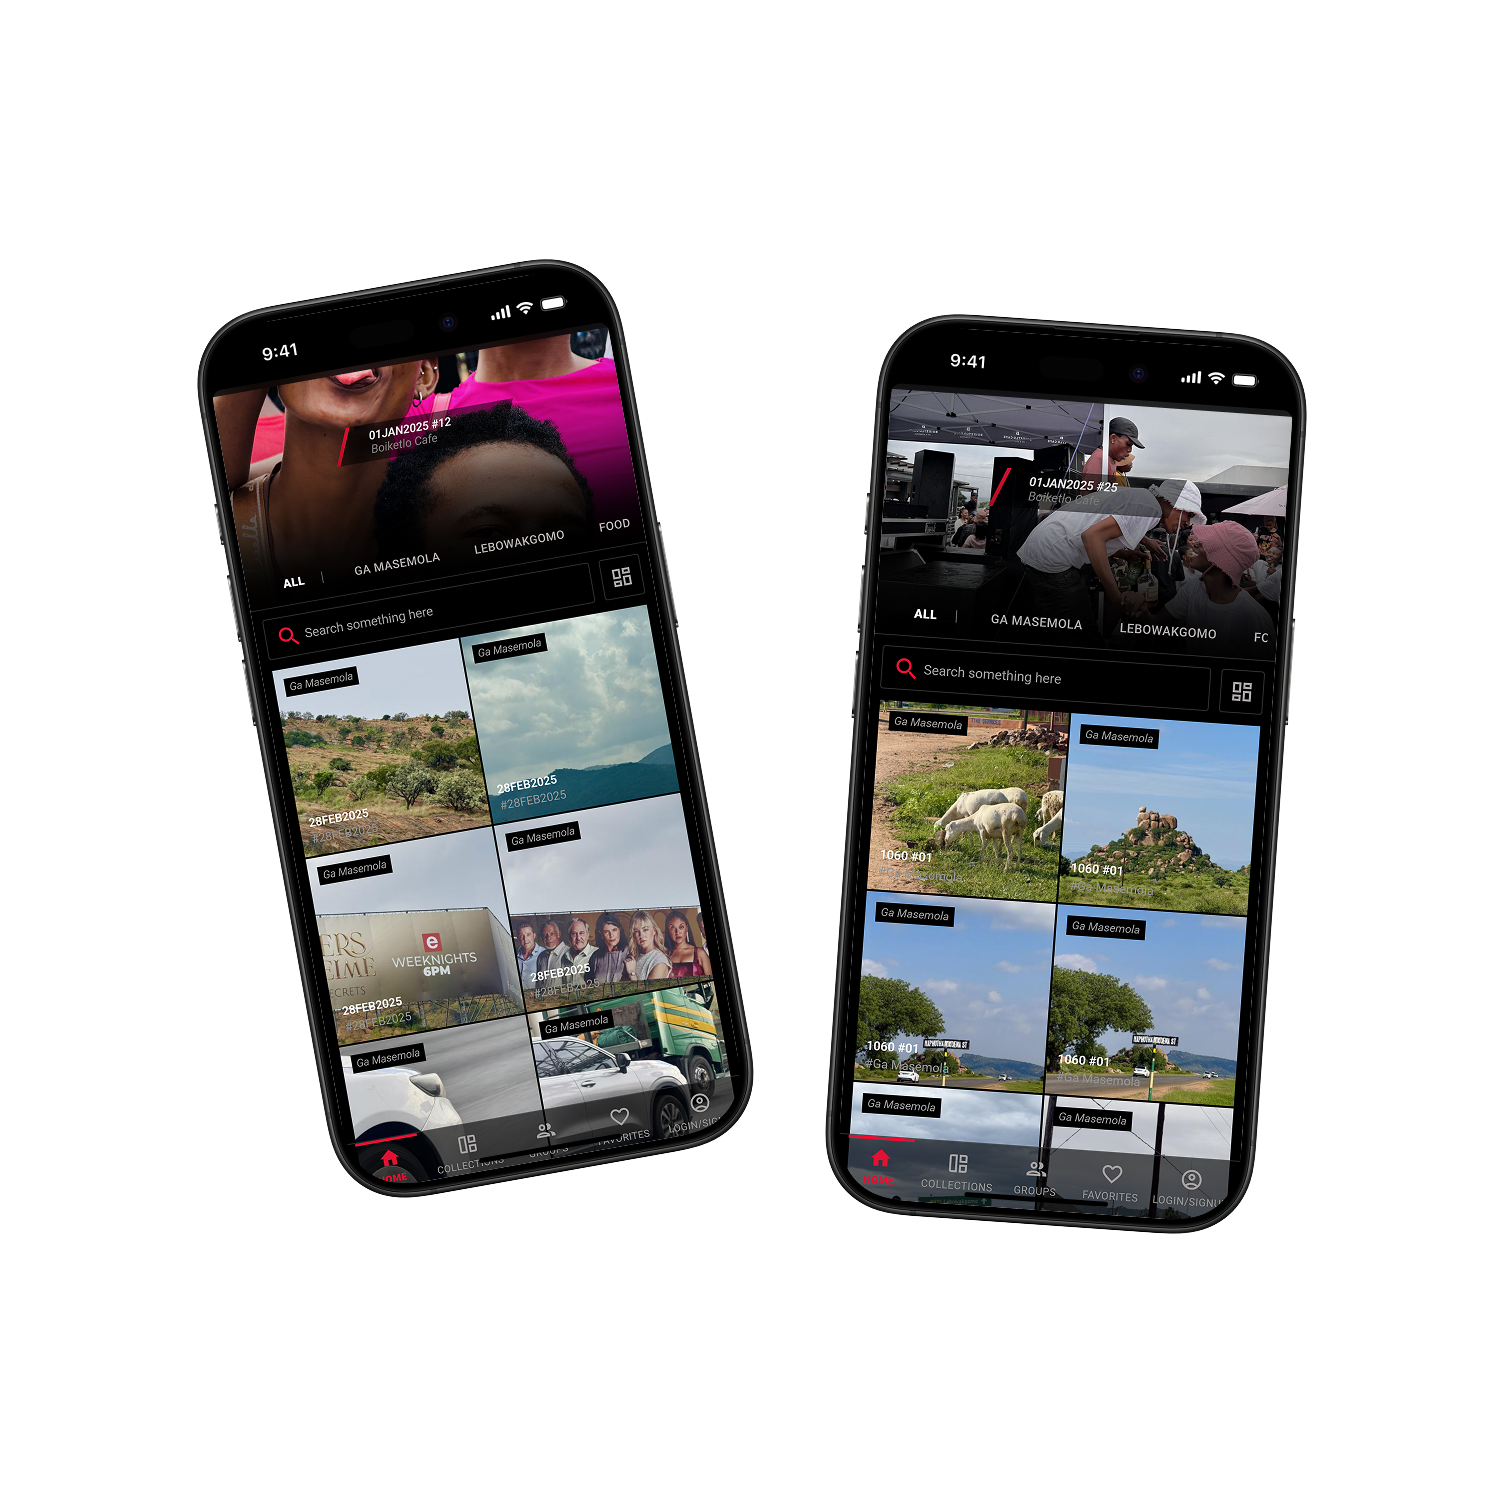 9:41
01JAN2025 #12
Boiketlo Cafe
ALL
GA MASEMOLA
LEBOWAKGOMO
FOOD
Search something here
Ga Masemola
28FEB2025
#28FEB2025
Ga Masemola
28FEB2025
#28FEB2025
Ga Masemola
ERS
ECRETS
e
WEEKNIGHTS
6PM
28FEB2025
#28FEB2025
Ga Masemola
28FEB2025
#28FEB2025
Ga Masemola
Ga Masemola
HOME
COLLECTIONS
GROUPS
FAVORITES
LOGIN/SIG
9:41
01JAN2025 #25
Boiketlo Cafe
ALL
GA MASEMOLA
LEBOWAKGOMO
FO
Search something here
Ga Masemola
1060 #01
#Ga Masemola
Ga Masemola
1060 #01
#Ga Masemola
Ga Masemola
1060 #01
#Ga Masemola
Ga Masemola
1060 #01
#Ga Masemola
Ga Masemola
Ga Masemola
HOME
COLLECTIONS
GROUPS
FAVORITES
LOGIN/SIGNU